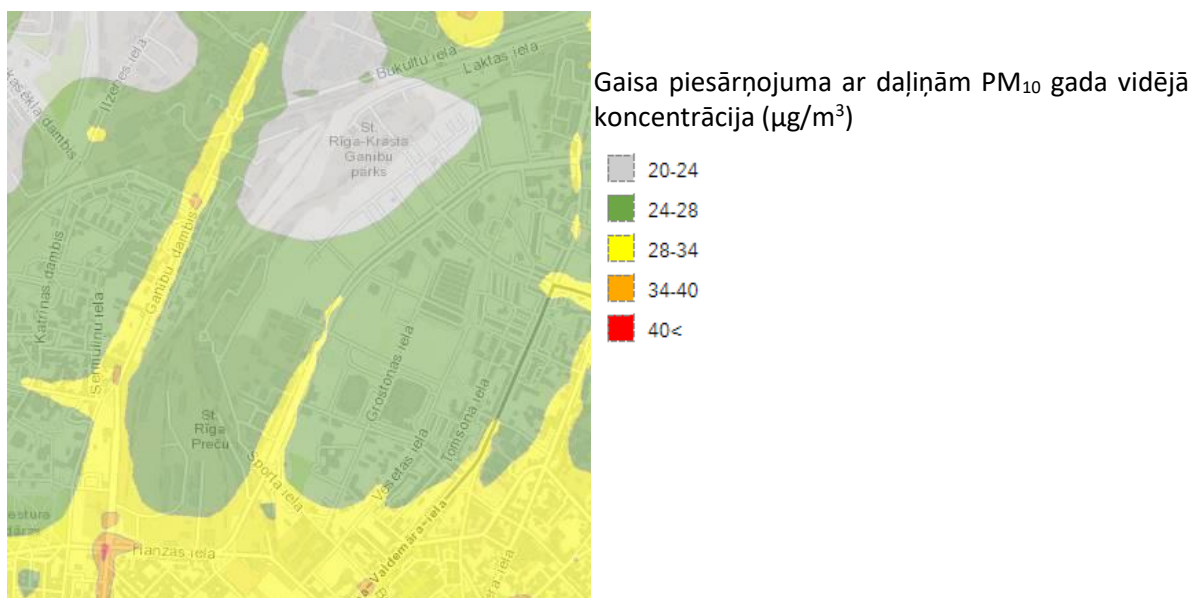 Bukultu iela
Laktas iela
Ilzenes iela
dambis
St.
Rīga-Krasta
Ganību
parks
Katrīnas dambis
Ganību dambis
iela
St.
Rīga
Preču
Grostonas iela
Tomsona iela
Vesetas iela
Sporta iela
Hanzas iela
Valdemāra-iela
era iela
Gaisa piesārņojuma ar daļiņām PM₁₀ gada vidējā
koncentrācija (µg/m³)
20-24
24-28
28-34
34-40
40<